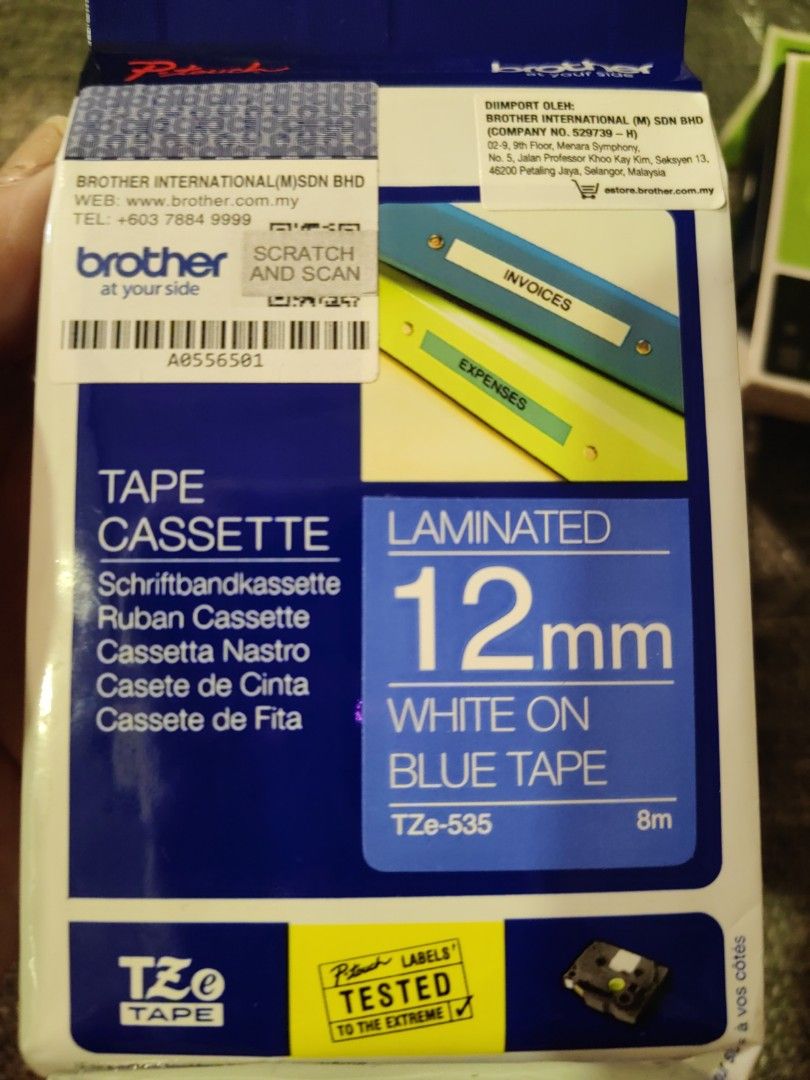 P-touch
brother
at your side
BROTHER INTERNATIONAL(M)SDN BHD
WEB: www.brother.com.my
TEL: +603 7884 9999
brother
at your side
SCRATCH
AND SCAN
A0556501
DIIMPORT OLEH:
BROTHER INTERNATIONAL (M) SDN BHD
(COMPANY NO. 529739 – H)
02-9, 9th Floor, Menara Symphony,
No. 5, Jalan Professor Khoo Kay Kim, Seksyen 13,
46200 Petaling Jaya, Selangor, Malaysia
estore.brother.com.my
INVOICES
EXPENSES
TAPE
CASSETTE
Schriftbandkassette
Ruban Cassette
Cassetta Nastro
Casete de Cinta
Cassete de Fita
LAMINATED
12mm
WHITE ON
BLUE TAPE
TZe-535 8m
TZe
TAPE
P-touch LABELS'
TESTED
TO THE EXTREME
à vos côtés